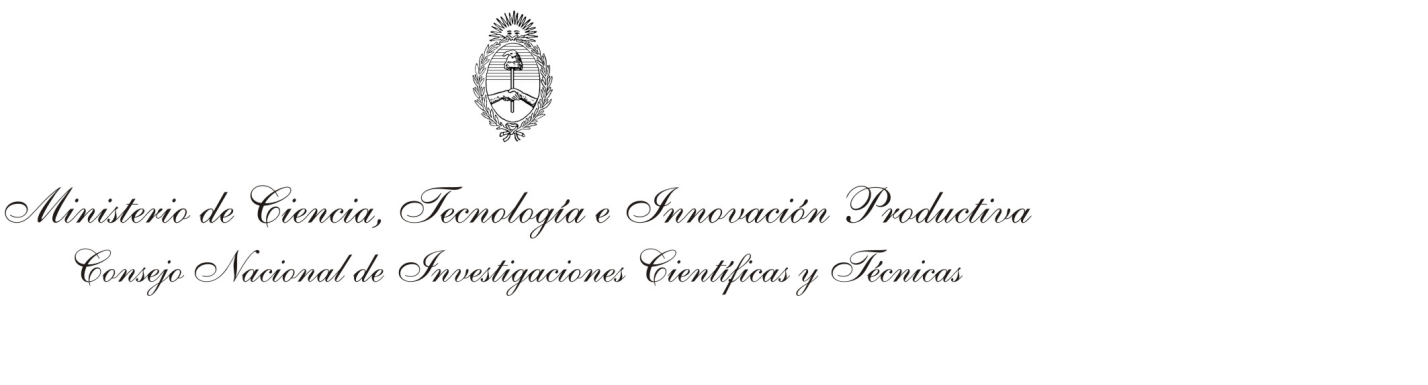 Ministerio de Ciencia, Tecnología e Innovación Productiva
Consejo Nacional de Investigaciones Científicas y Técnicas